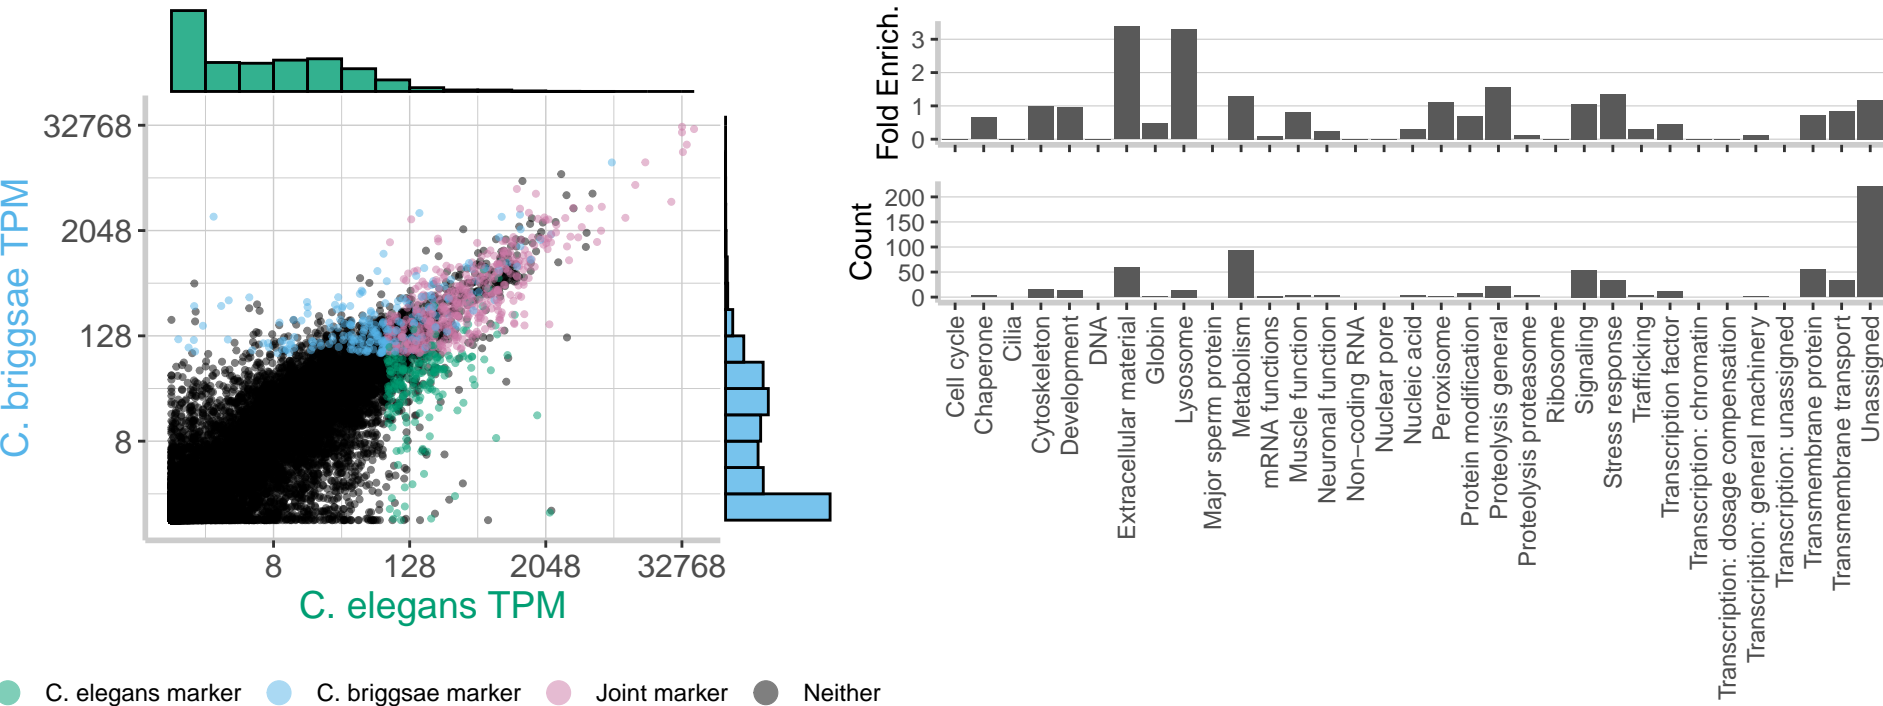 32768
2048
128
8
C. briggsae TPM
8
128
2048
32768
C. elegans TPM
C. elegans marker
C. briggsae marker
Joint marker
Neither
Fold Enrich.
3
2
1
0
Count
200
150
100
50
0
Cell cycle
Chaperone
Cilia
Cytoskeleton
Development
DNA
Extracellular material
Globin
Lysosome
Major sperm protein
Metabolism
mRNA functions
Muscle function
Neuronal function
Non−coding RNA
Nuclear pore
Nucleic acid
Peroxisome
Protein modification
Proteolysis general
Proteolysis proteasome
Ribosome
Signaling
Stress response
Trafficking
Transcription factor
Transcription: chromatin
Transcription: dosage compensation
Transcription: general machinery
Transcription: unassigned
Transmembrane protein
Transmembrane transport
Unassigned